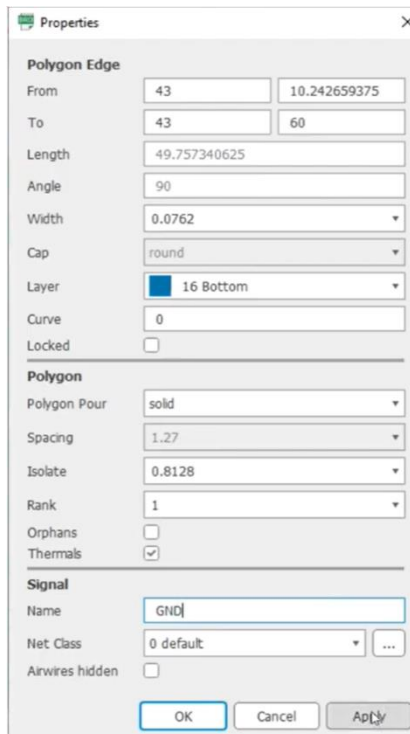 Properties
Polygon Edge
From 43 10.242659375
To 43 60
Length 49.757340625
Angle 90
Width 0.0762
Cap round
Layer 16 Bottom
Curve 0
Locked
Polygon
Polygon Pour solid
Spacing 1.27
Isolate 0.8128
Rank 1
Orphans
Thermals
Signal
Name GND
Net Class 0 default ...
Airwires hidden
OK Cancel Apply